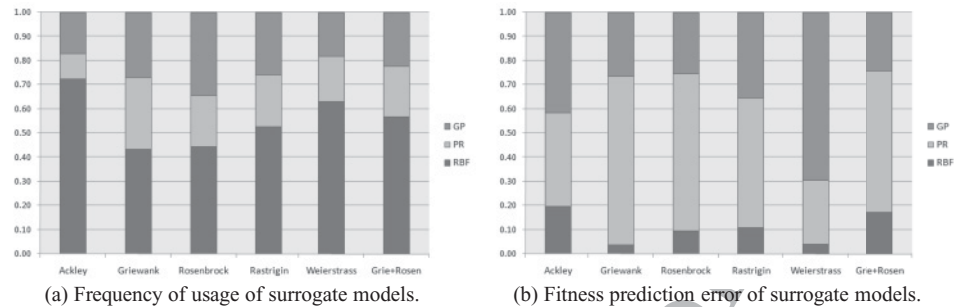 1.00
0.90
0.80
0.70
0.60
0.50
0.40
0.30
0.20
0.10
0.00
GP
PR
RBF
Ackley Griewank Rosenbrock Rastrigin Weierstrass Grie+Rosen
(a) Frequency of usage of surrogate models.
1.00
0.90
0.80
0.70
0.60
0.50
0.40
0.30
0.20
0.10
0.00
GP
PR
RBF
Ackley Griewank Rosenbrock Rastrigin Weierstrass Grie+Rosen
(b) Fitness prediction error of surrogate models.